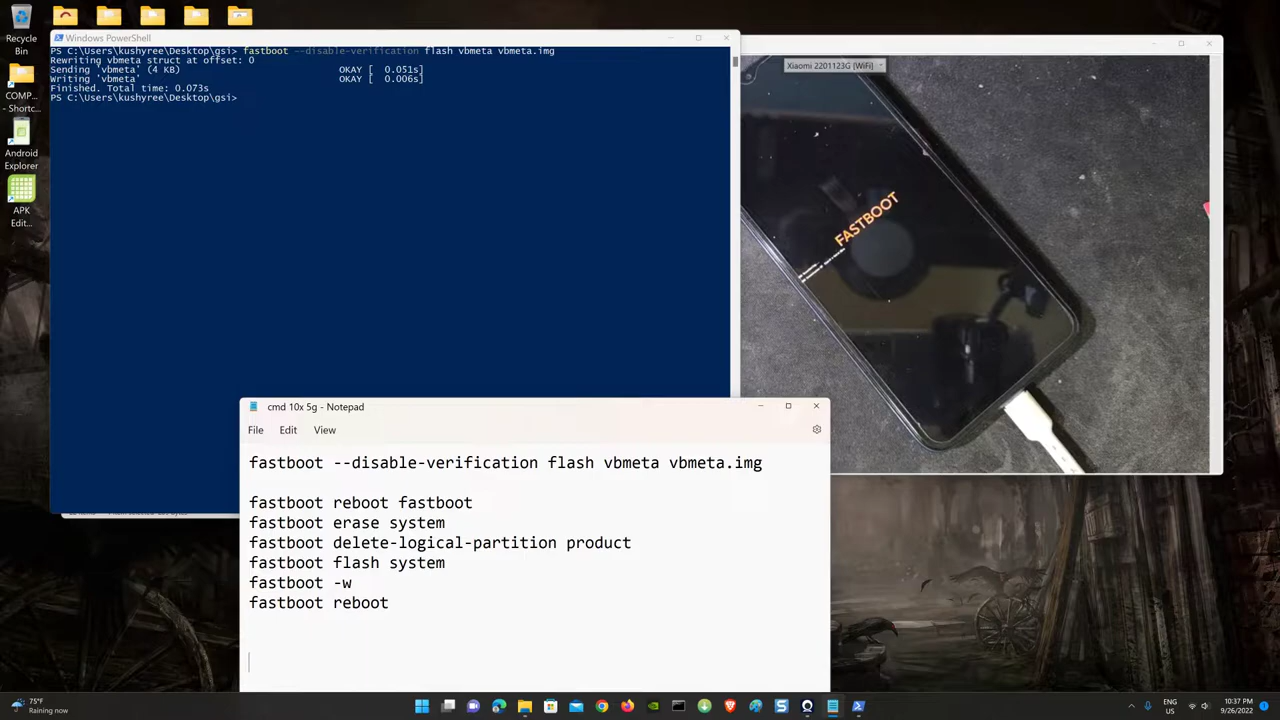 Recycle
Bin
COMP...
- Shortc...
Android
Explorer
APK
Edit...
Windows PowerShell
PS C:\Users\kushyree\Desktop\gsi> fastboot --disable-verification flash vbmeta vbmeta.img
Rewriting vbmeta struct at offset: 0
Sending 'vbmeta' (4 KB) OKAY [ 0.051s]
Writing 'vbmeta' OKAY [ 0.006s]
Finished. Total time: 0.073s
PS C:\Users\kushyree\Desktop\gsi>
Xiaomi 2201123G [WiFi]
FASTBOOT
cmd 10x 5g - Notepad
File Edit View
fastboot --disable-verification flash vbmeta vbmeta.img
fastboot reboot fastboot
fastboot erase system
fastboot delete-logical-partition product
fastboot flash system
fastboot -w
fastboot reboot
75°F
Raining now
ENG
US
10:37 PM
9/26/2022